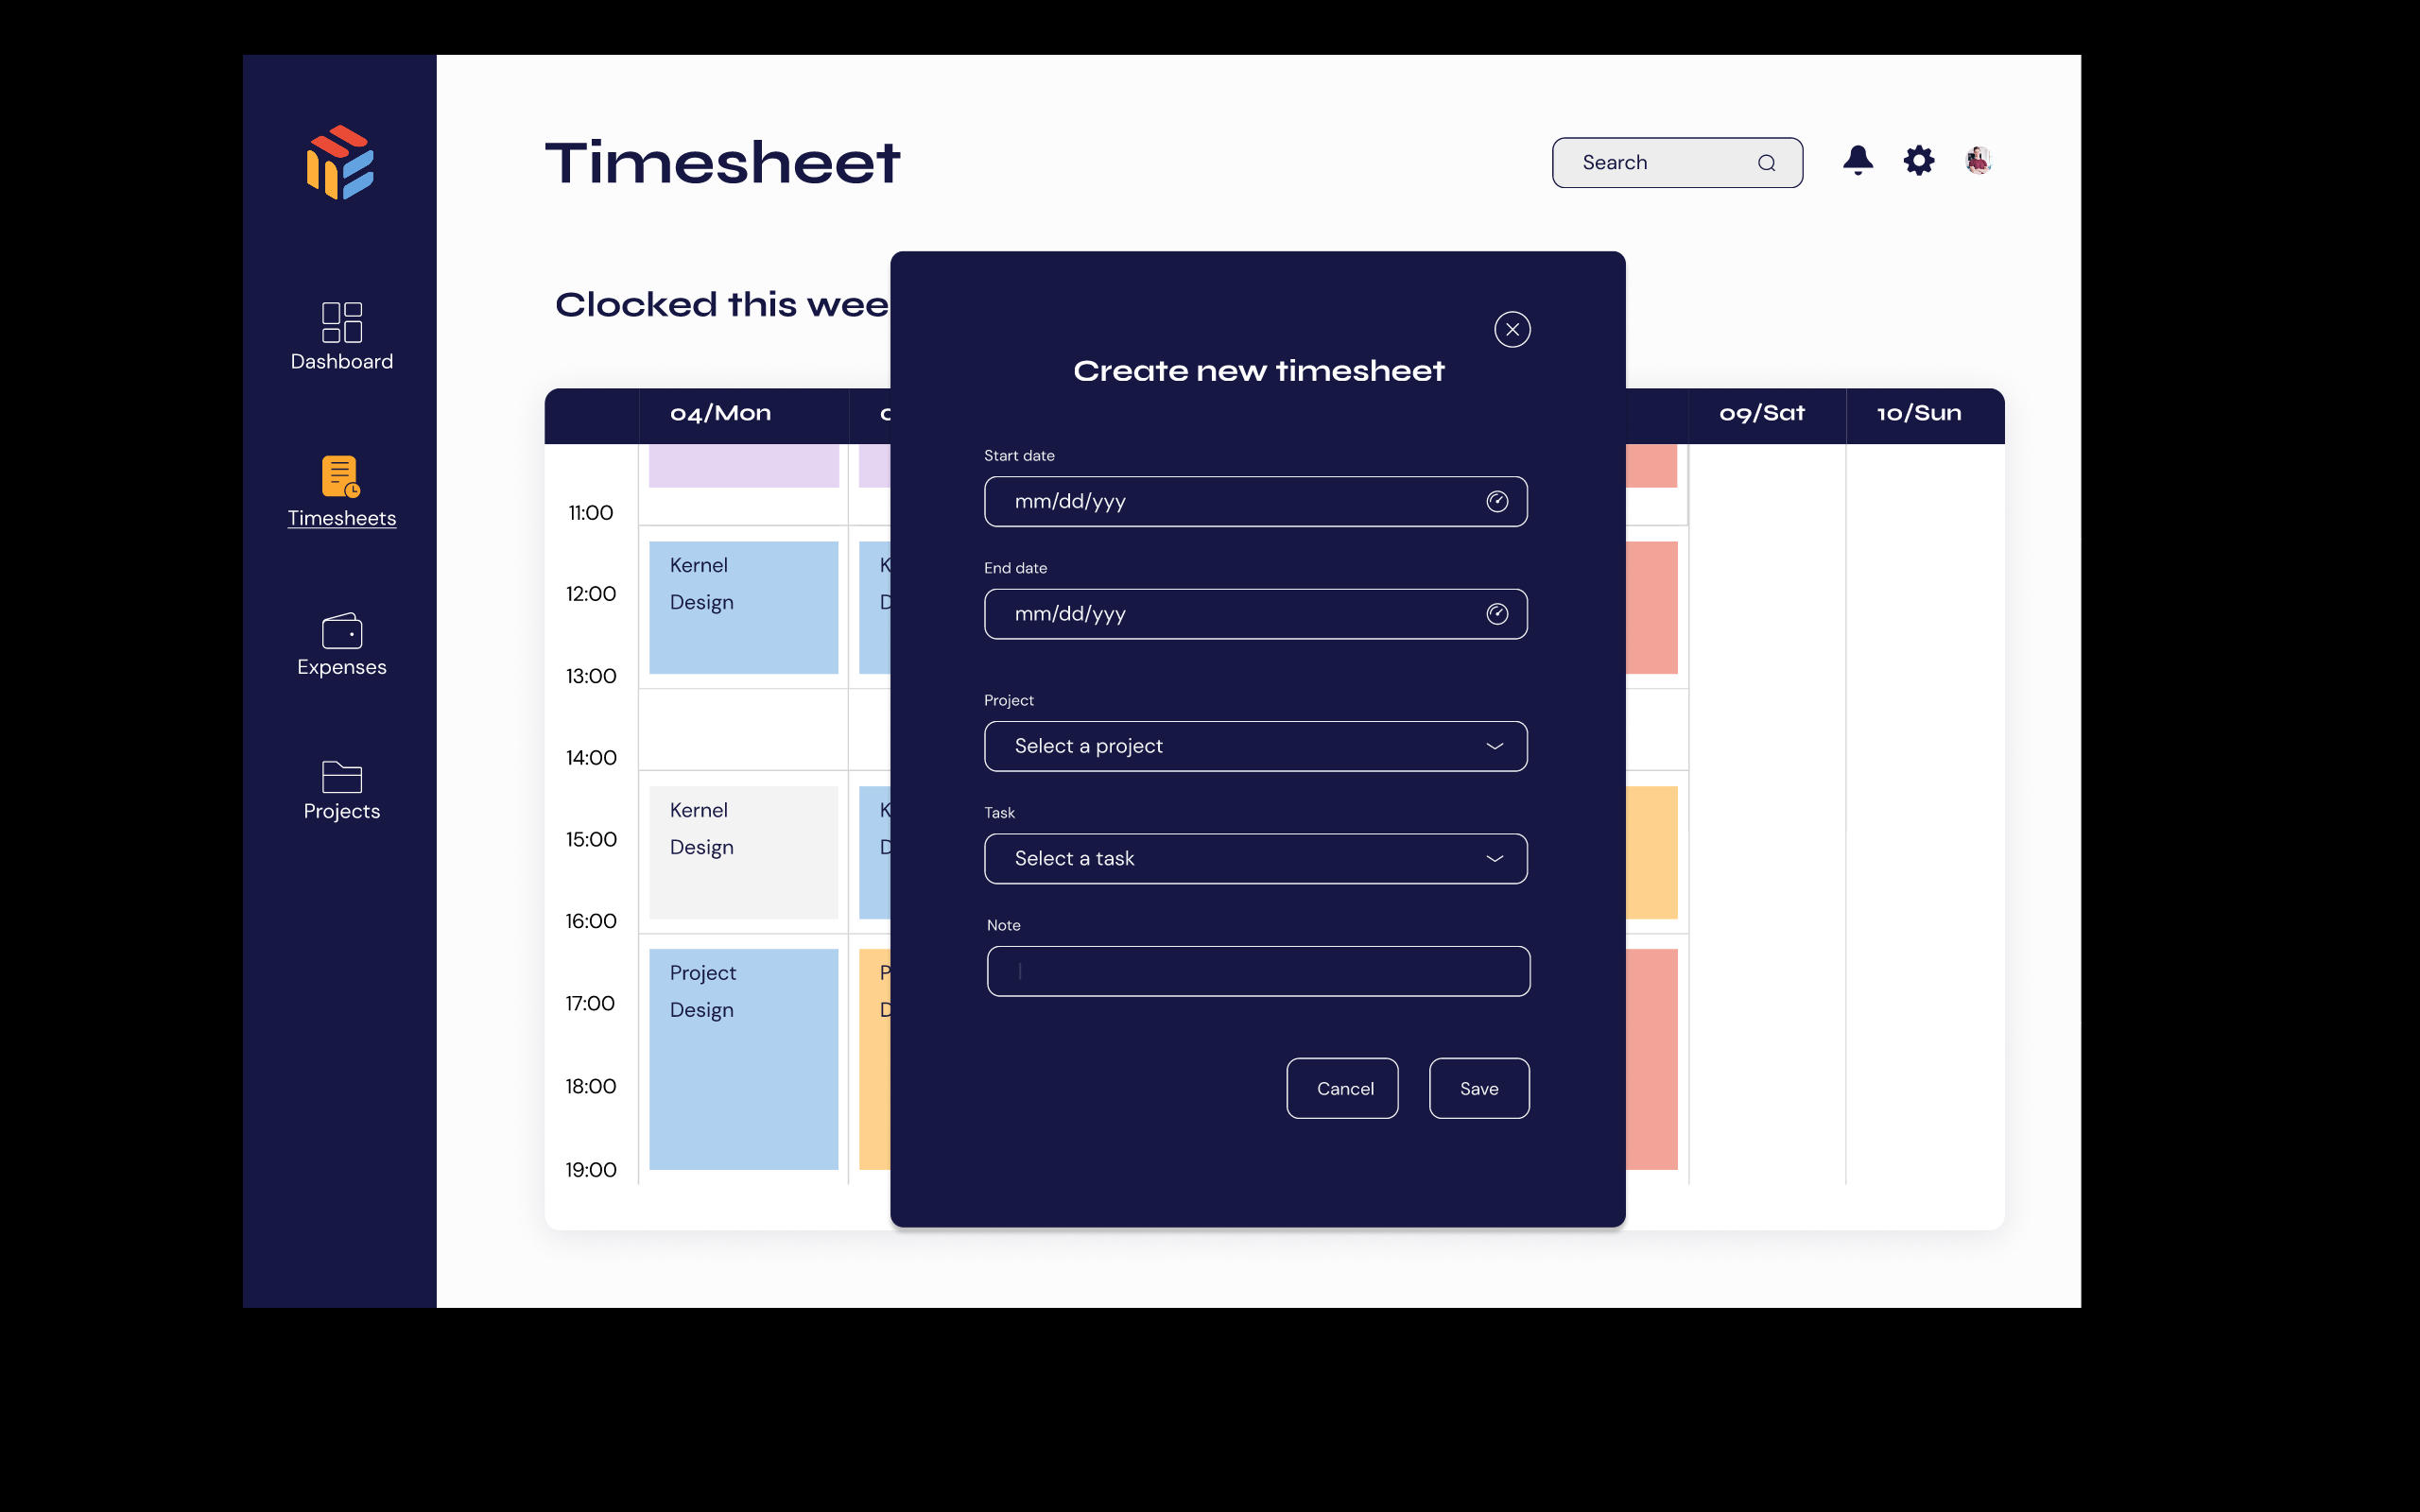 Timesheet
Search
Dashboard
Timesheets
Expenses
Projects
Clocked this wee
04/Mon
09/Sat
10/Sun
11:00
12:00
13:00
14:00
15:00
16:00
17:00
18:00
19:00
Kernel
Design
K
D
Kernel
Design
K
D
Project
Design
P
D
Create new timesheet
Start date
mm/dd/yyy
End date
mm/dd/yyy
Project
Select a project
Task
Select a task
Note
Cancel
Save